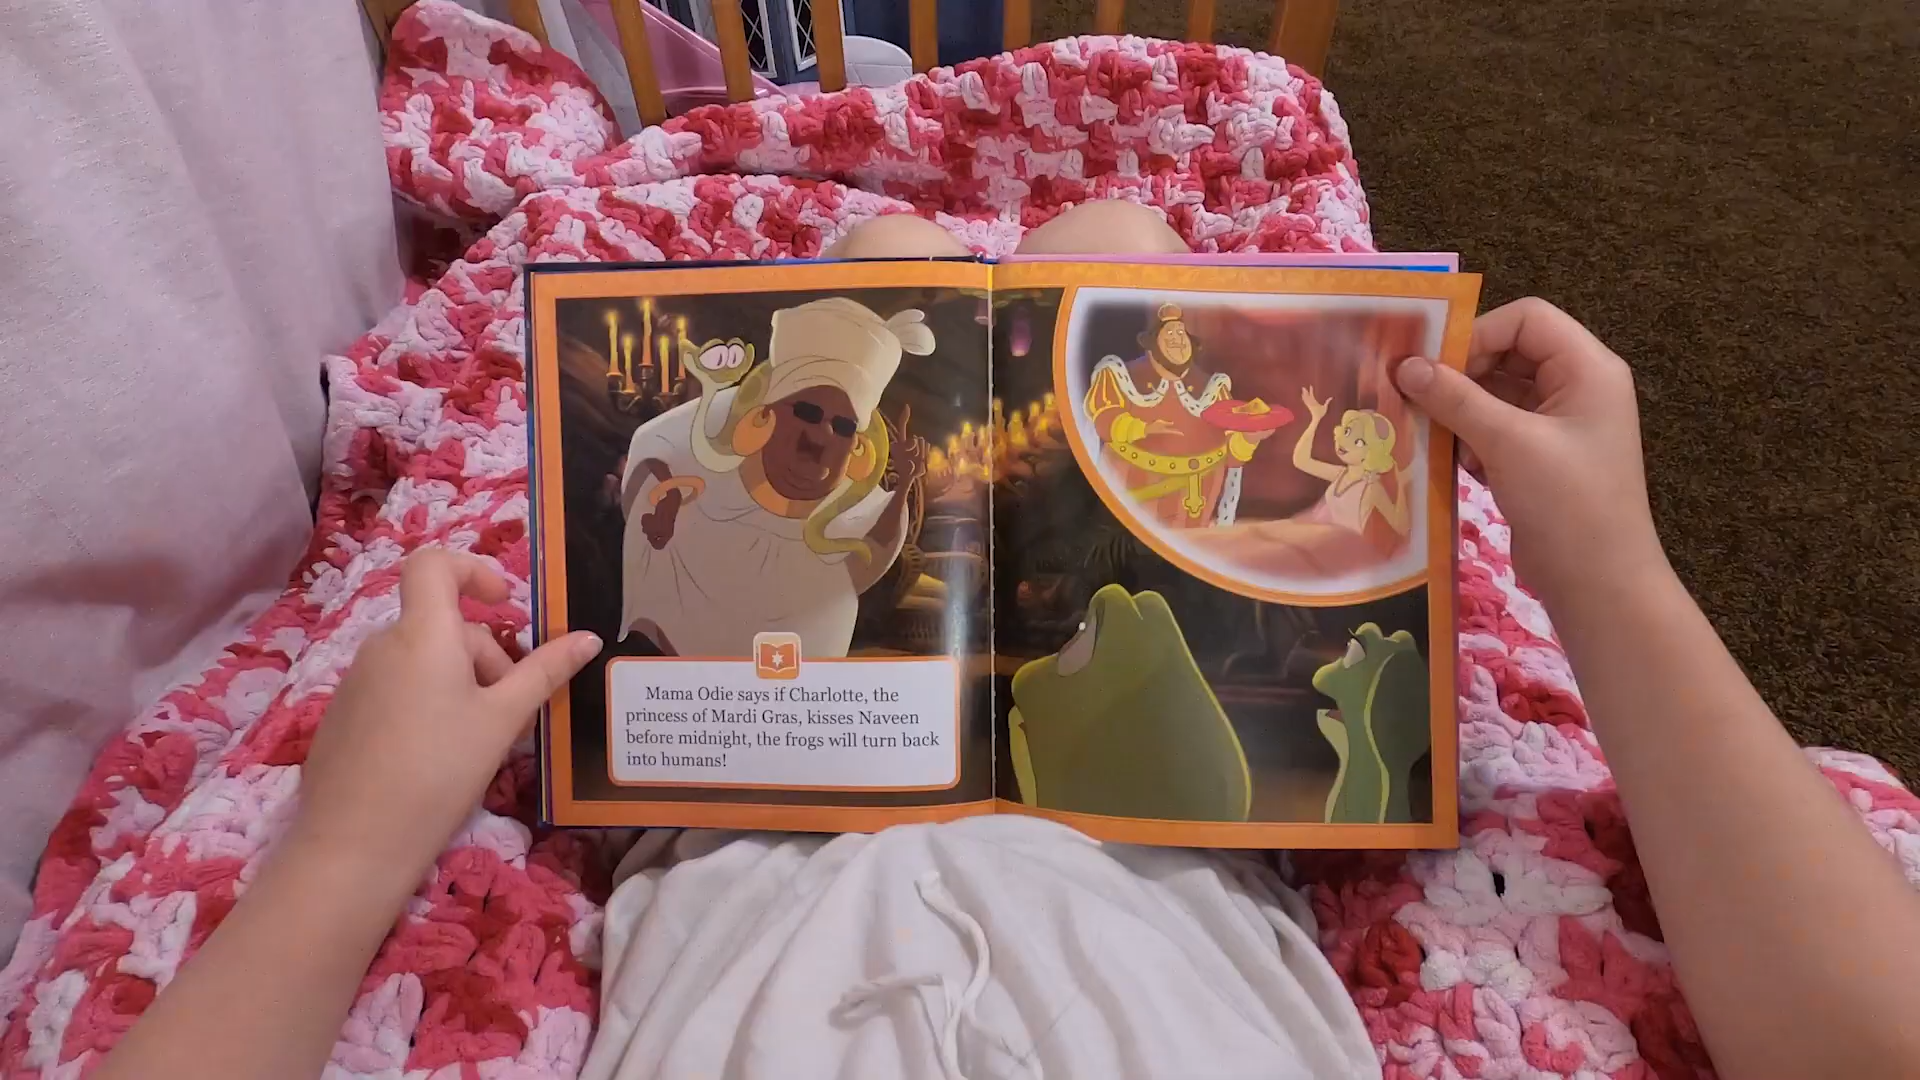 Mama Odie says if Charlotte, the
princess of Mardi Gras, kisses Naveen
before midnight, the frogs will turn back
into humans!